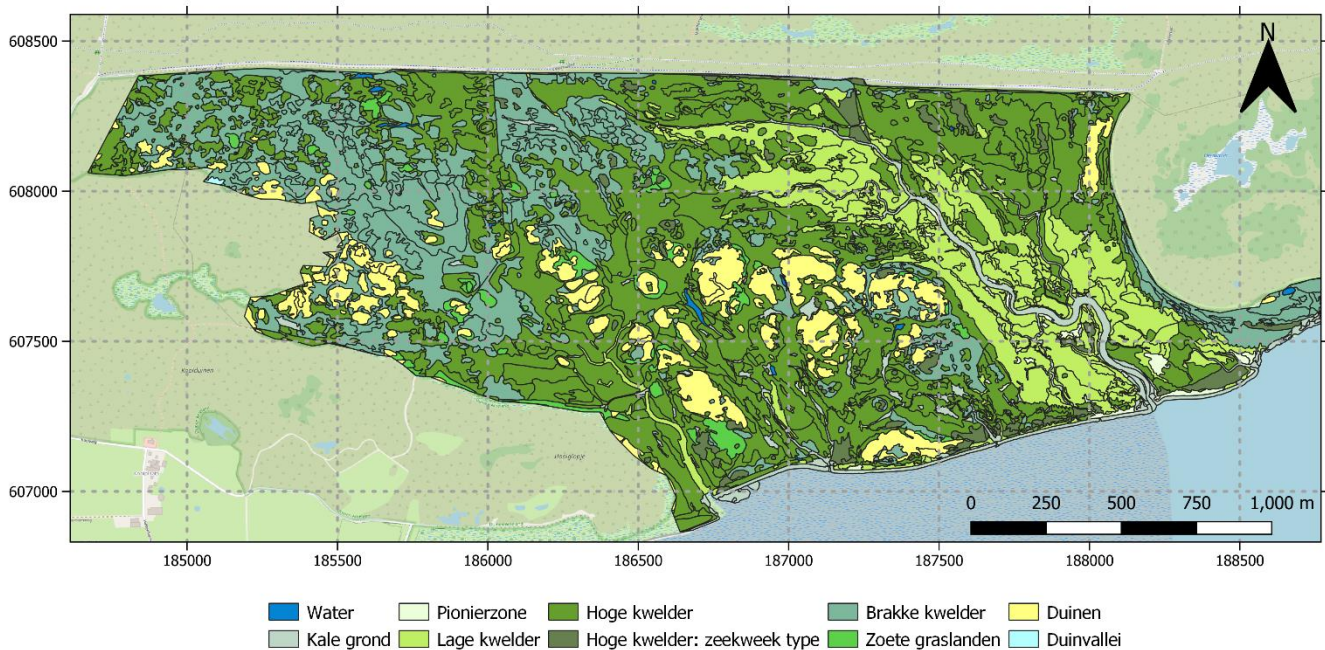 608500
608000
607500
607000
N
0 250 500 750 1,000 m
185000 185500 186000 186500 187000 187500 188000 188500
Water Pionierzone Hoge kwelder Brakke kwelder Duinen
Kale grond Lage kwelder Hoge kwelder: zeekweek type Zoete graslanden Duinvallei